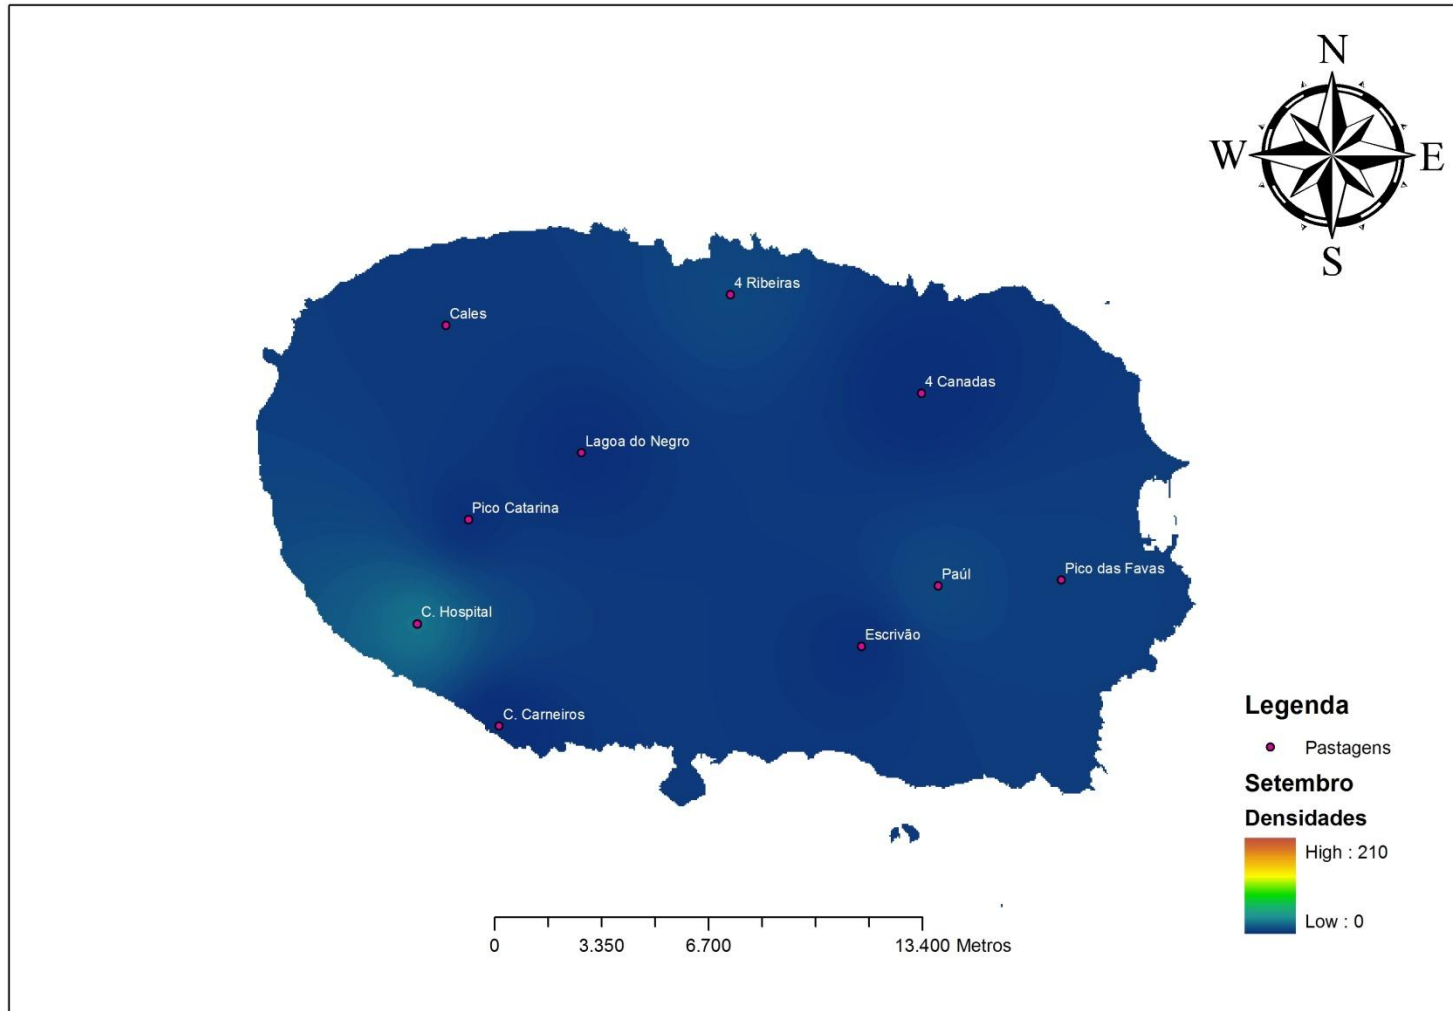 N
W
E
S
4 Ribeiras
Cales
4 Canadas
Lagoa do Negro
Pico Catarina
Paúl
Pico das Favas
C. Hospital
Escrivão
C. Carneiros
Legenda
Pastagens
Setembro
Densidades
High : 210
Low : 0
0 3.350 6.700 13.400 Metros